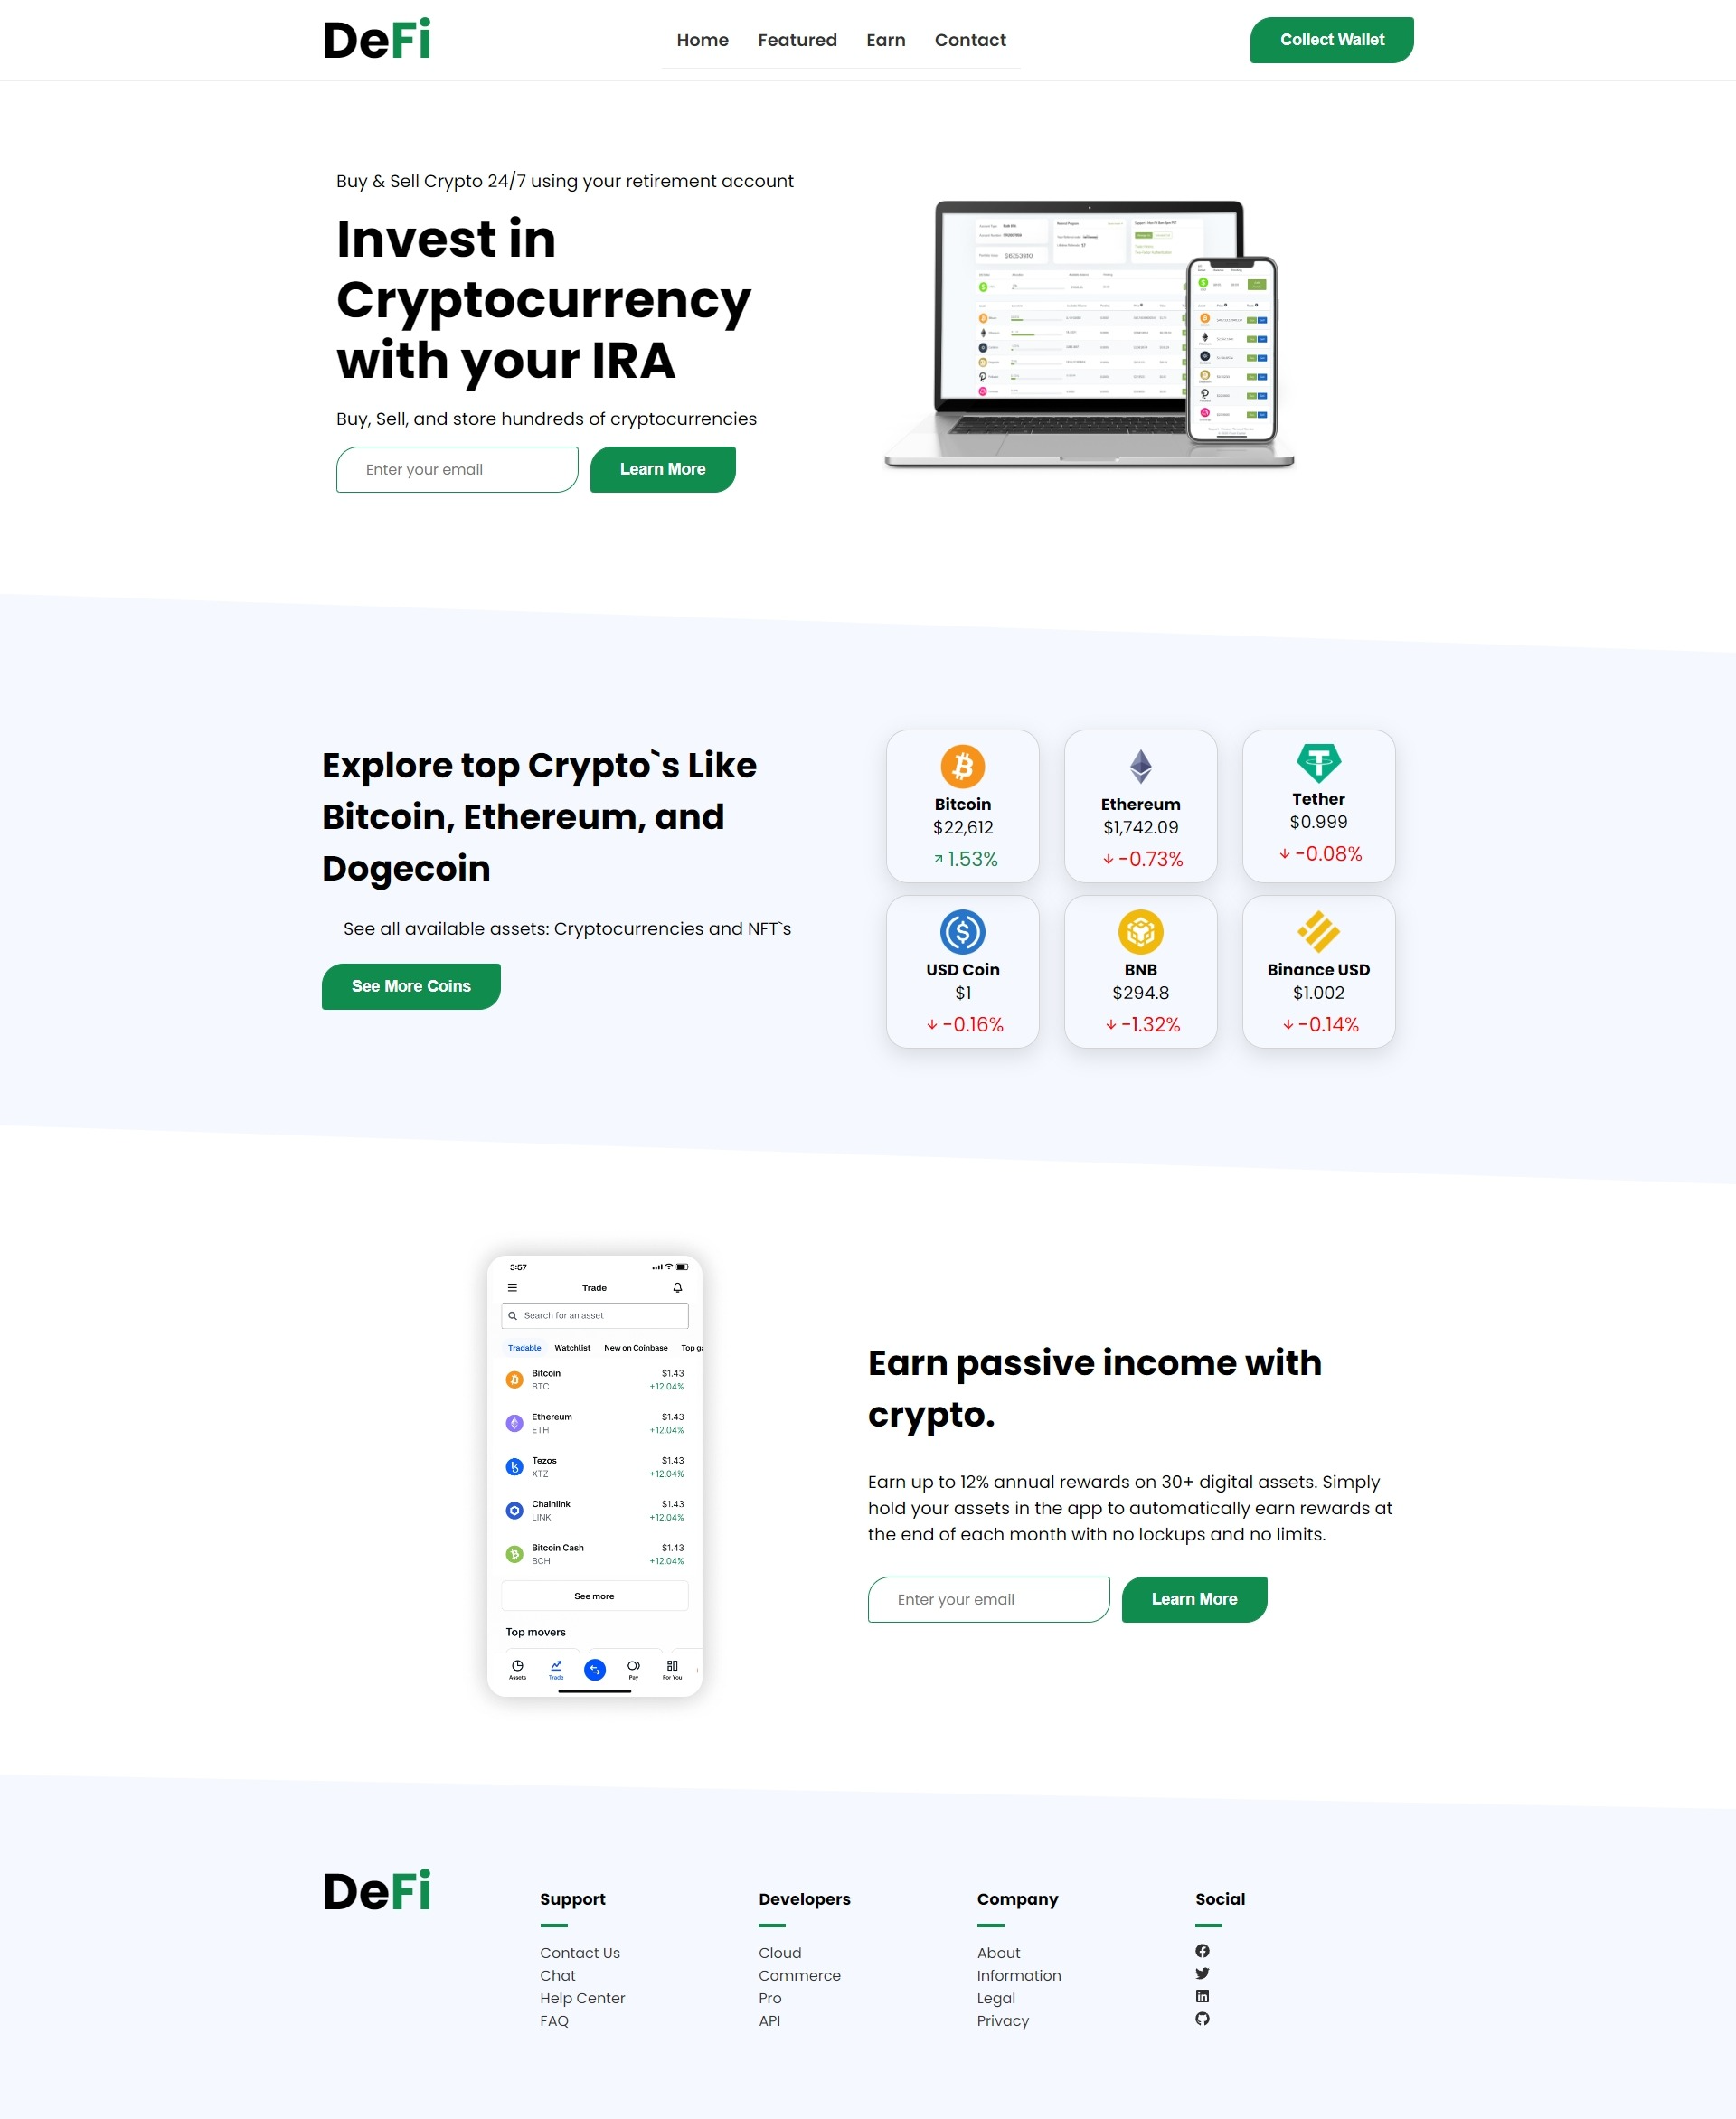 DeFi
Home Featured Earn Contact
Collect Wallet
Buy & Sell Crypto 24/7 using your retirement account
Invest in
Cryptocurrency
with your IRA
Buy, Sell, and store hundreds of cryptocurrencies
Enter your email
Learn More
Explore top Crypto`s Like
Bitcoin, Ethereum, and
Dogecoin
See all available assets: Cryptocurrencies and NFT`s
See More Coins
Bitcoin
$22,612
1.53%
Ethereum
$1,742.09
-0.73%
Tether
$0.999
-0.08%
USD Coin
$1
-0.16%
BNB
$294.8
-1.32%
Binance USD
$1.002
-0.14%
3:57
Trade
Search for an asset
Tradable Watchlist New on Coinbase Top ga
Bitcoin $1.43
BTC +12.04%
Ethereum $1.43
ETH +12.04%
Tezos $1.43
XTZ +12.04%
Chainlink $1.43
LINK +12.04%
Bitcoin Cash $1.43
BCH +12.04%
See more
Top movers
Assets Trade Pay For You
Earn passive income with
crypto.
Earn up to 12% annual rewards on 30+ digital assets. Simply
hold your assets in the app to automatically earn rewards at
the end of each month with no lockups and no limits.
Enter your email
Learn More
DeFi
Support
Contact Us
Chat
Help Center
FAQ
Developers
Cloud
Commerce
Pro
API
Company
About
Information
Legal
Privacy
Social